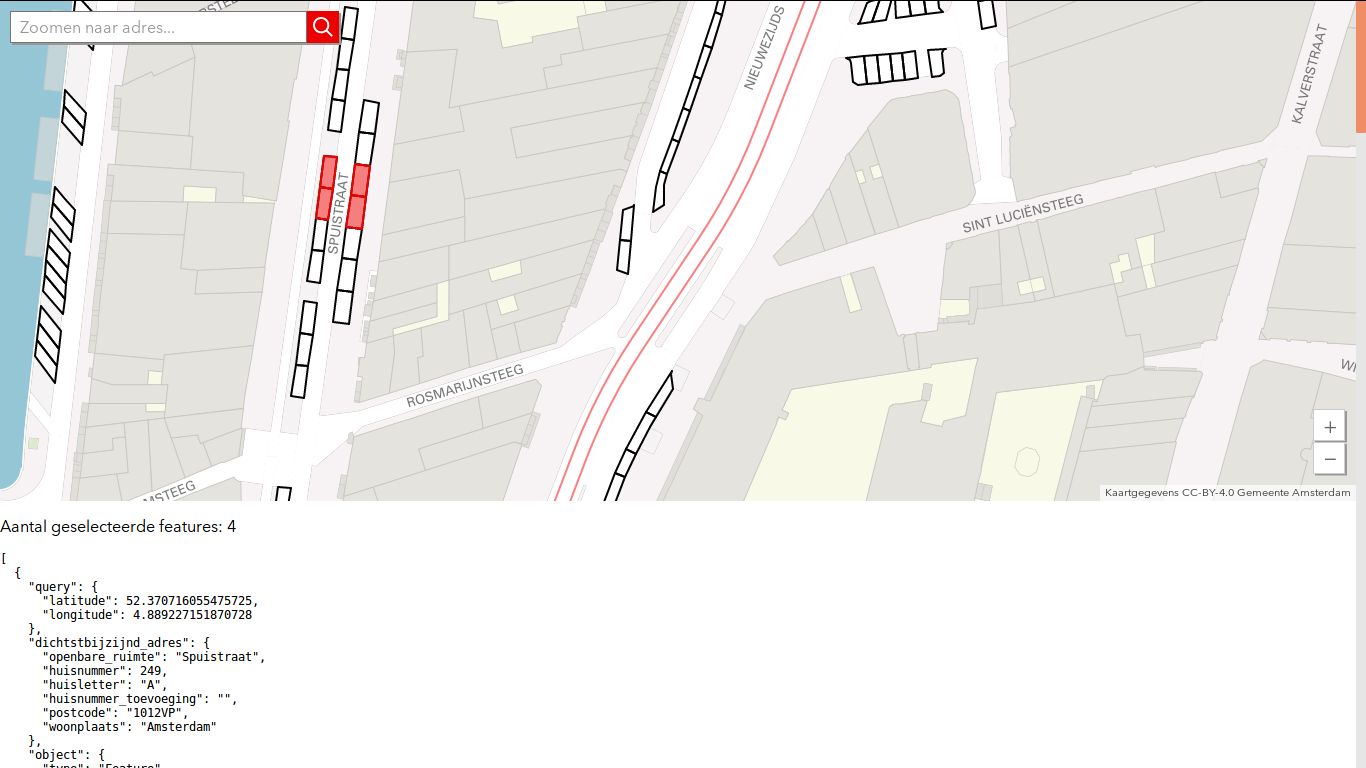 Zoomen naar adres...
NIEUWEZIJDS
KALVERSTRAAT
SPUISTRAAT
SINT LUCIËNSTEEG
ROSMARIJNSTEEG
MSTEEG
+
−
Kaartgegevens CC-BY-4.0 Gemeente Amsterdam
Aantal geselecteerde features: 4
[
  {
    "query": {
      "latitude": 52.370716055475725,
      "longitude": 4.889227151870728
    },
    "dichtstbijzijnd_adres": {
      "openbare_ruimte": "Spuistraat",
      "huisnummer": 249,
      "huisletter": "A",
      "huisnummer_toevoeging": "",
      "postcode": "1012VP",
      "woonplaats": "Amsterdam"
    },
    "object": {
      "type": "Feature"